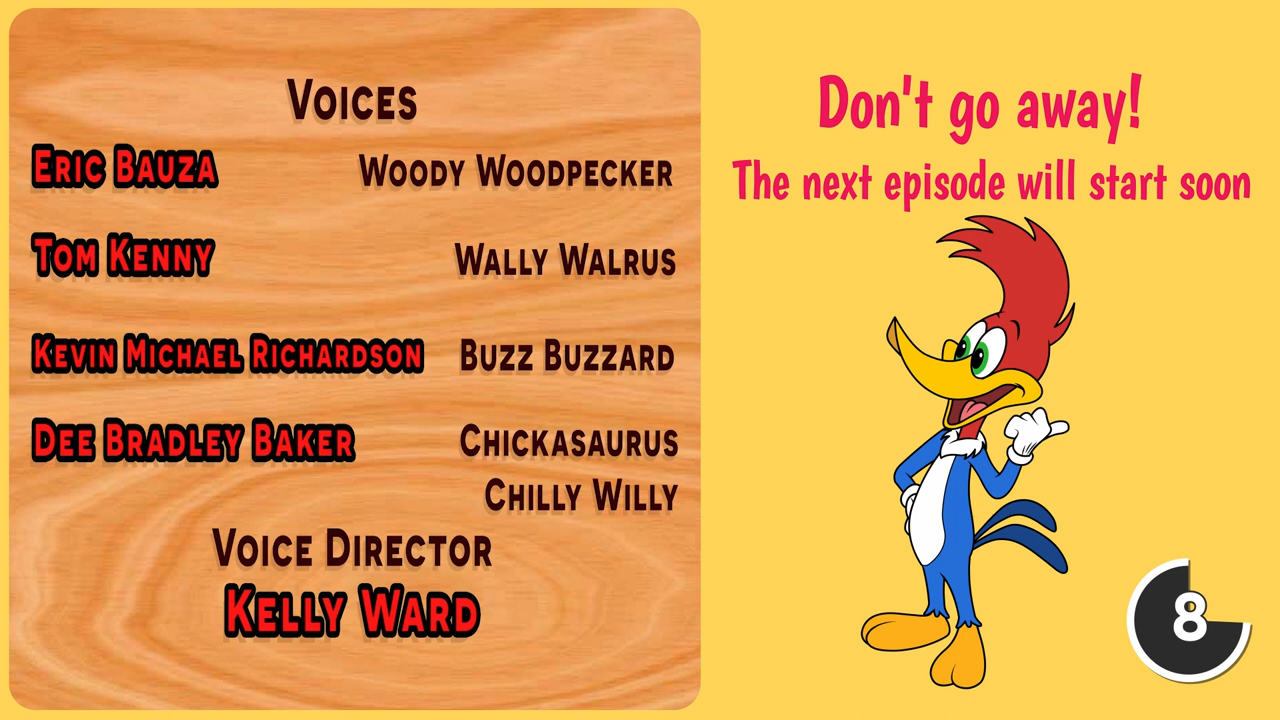 Voices
Eric Bauza Woody Woodpecker
Tom Kenny Wally Walrus
Kevin Michael Richardson Buzz Buzzard
Dee Bradley Baker Chickasaurus
Chilly Willy
Voice Director
Kelly Ward
Don't go away!
The next episode will start soon
8